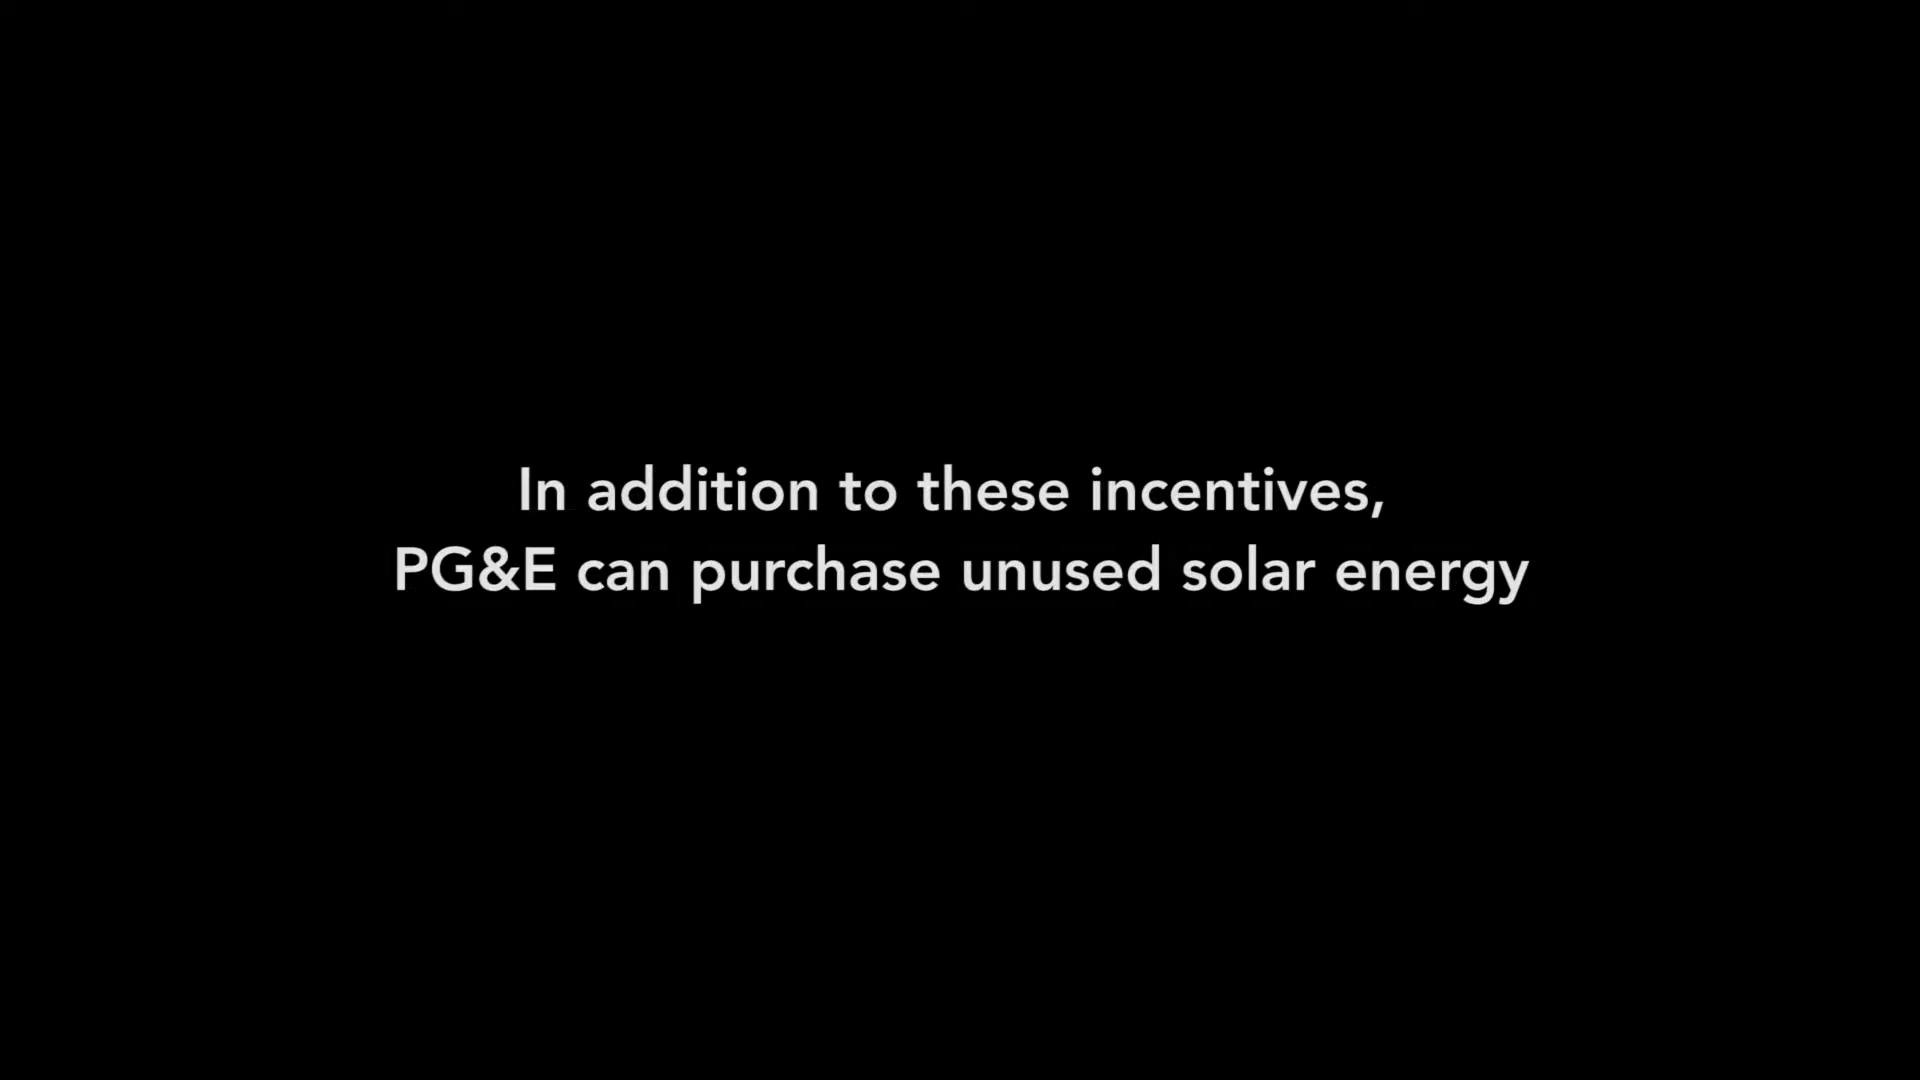 In addition to these incentives,
PG&E can purchase unused solar energy